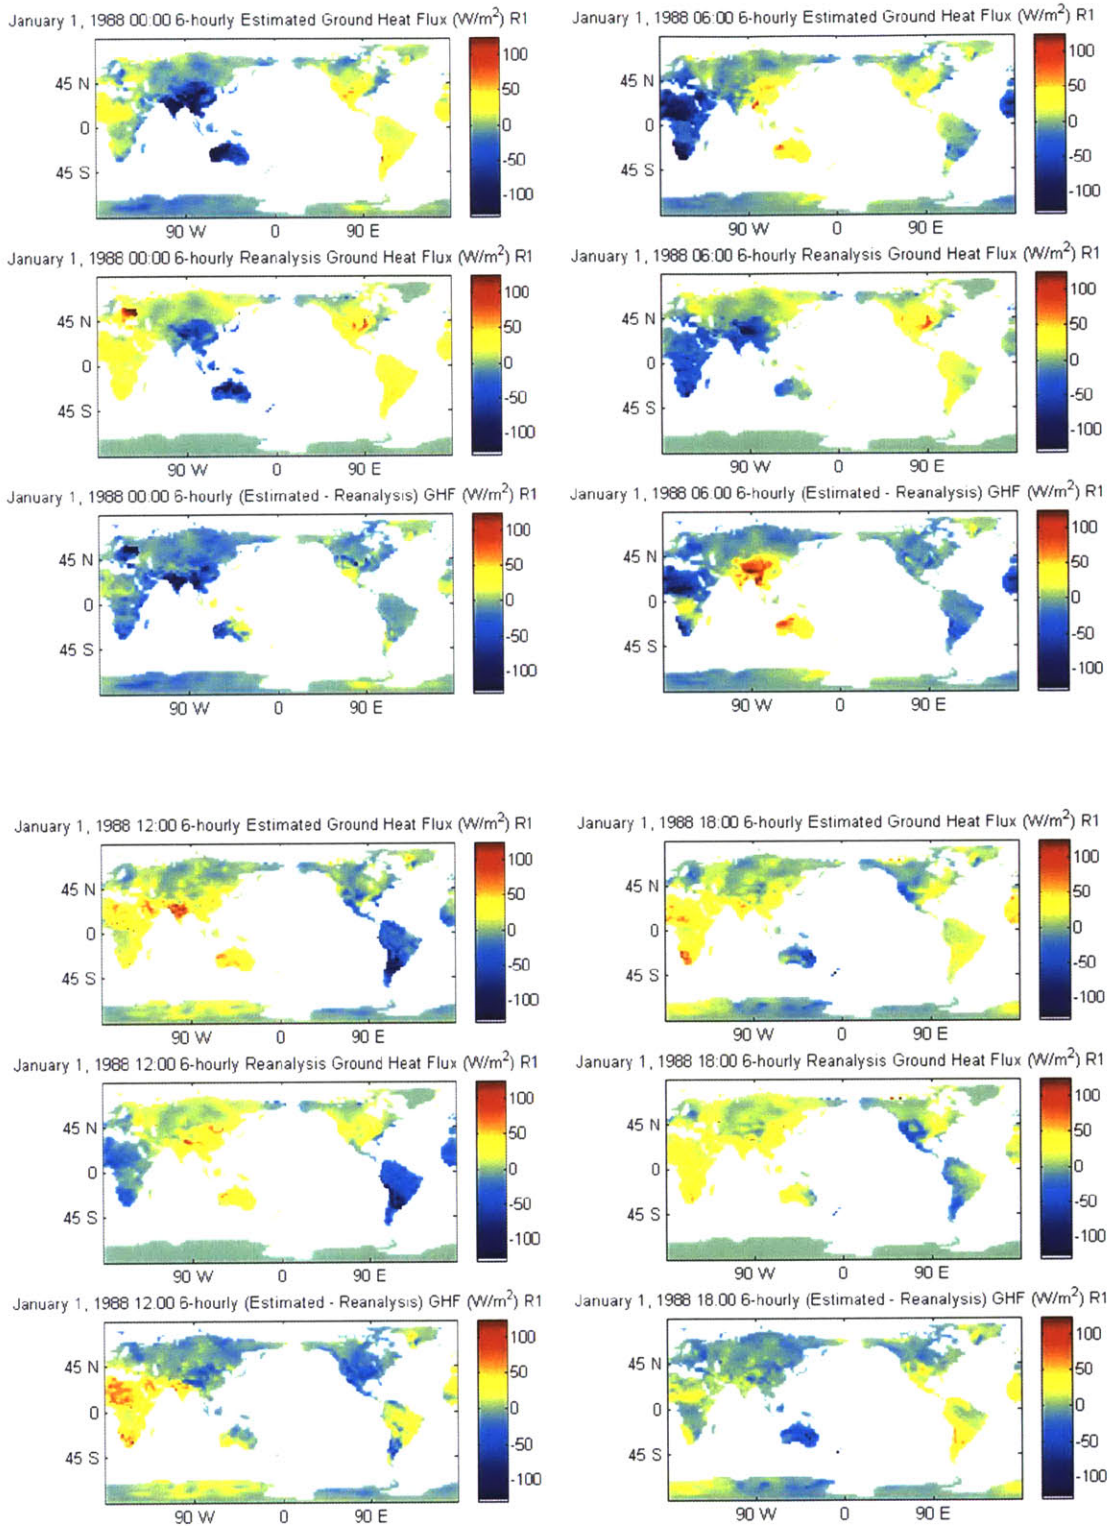 January 1, 1988 00:00 6-hourly Estimated Ground Heat Flux (W/m²) R1
45 N
0
45 S
90 W 0 90 E
100
50
0
-50
-100
January 1, 1988 06:00 6-hourly Estimated Ground Heat Flux (W/m²) R1
45 N
0
45 S
90 W 0 90 E
100
50
0
-50
-100
January 1, 1988 00:00 6-hourly Reanalysis Ground Heat Flux (W/m²) R1
45 N
0
45 S
90 W 0 90 E
100
50
0
-50
-100
January 1, 1988 06:00 6-hourly Reanalysis Ground Heat Flux (W/m²) R1
45 N
0
45 S
90 W 0 90 E
100
50
0
-50
-100
January 1, 1988 00:00 6-hourly (Estimated - Reanalysis) GHF (W/m²) R1
45 N
0
45 S
90 W 0 90 E
100
50
0
-50
-100
January 1, 1988 06.00 6-hourly (Estimated - Reanalysis) GHF (W/m²) R1
45 N
0
45 S
90 W 0 90 E
100
50
0
-50
-100
January 1, 1988 12:00 6-hourly Estimated Ground Heat Flux (W/m²) R1
45 N
0
45 S
90 W 0 90 E
100
50
0
-50
-100
January 1, 1988 18:00 6-hourly Estimated Ground Heat Flux (W/m²) R1
45 N
0
45 S
90 W 0 90 E
100
50
0
-50
-100
January 1, 1988 12:00 6-hourly Reanalysis Ground Heat Flux (W/m²) R1
45 N
0
45 S
90 W 0 90 E
100
50
0
-50
-100
January 1, 1988 18:00 6-hourly Reanalysis Ground Heat Flux (W/m²) R1
45 N
0
45 S
90 W 0 90 E
100
50
0
-50
-100
January 1, 1988 12.00 6-hourly (Estimated - Reanalysis) GHF (W/m²) R1
45 N
0
45 S
90 W 0 90 E
100
50
0
-50
-100
January 1, 1988 18.00 6-hourly (Estimated - Reanalysis) GHF (W/m²) R1
45 N
0
45 S
90 W 0 90 E
100
50
0
-50
-100